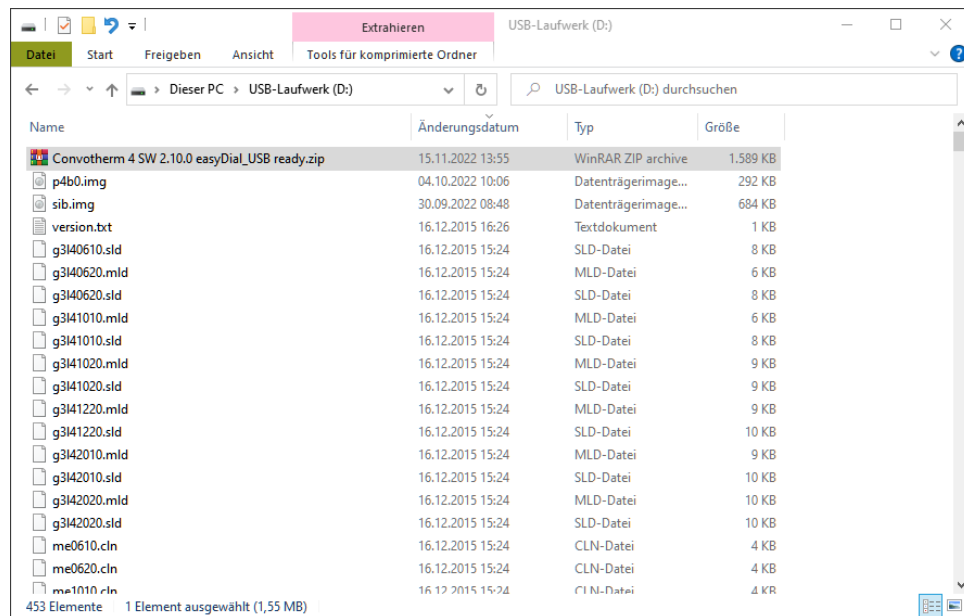 Extrahieren USB-Laufwerk (D:)
Datei Start Freigeben Ansicht Tools für komprimierte Ordner
Dieser PC > USB-Laufwerk (D:) USB-Laufwerk (D:) durchsuchen
Name Änderungsdatum Typ Größe
Convotherm 4 SW 2.10.0 easyDial_USB ready.zip 15.11.2022 13:55 WinRAR ZIP archive 1.589 KB
p4b0.img 04.10.2022 10:06 Datenträgerimage... 292 KB
sib.img 30.09.2022 08:48 Datenträgerimage... 684 KB
version.txt 16.12.2015 16:26 Textdokument 1 KB
g3l40610.sld 16.12.2015 15:24 SLD-Datei 8 KB
g3l40620.mld 16.12.2015 15:24 MLD-Datei 6 KB
g3l40620.sld 16.12.2015 15:24 SLD-Datei 8 KB
g3l41010.mld 16.12.2015 15:24 MLD-Datei 6 KB
g3l41010.sld 16.12.2015 15:24 SLD-Datei 8 KB
g3l41020.mld 16.12.2015 15:24 MLD-Datei 9 KB
g3l41020.sld 16.12.2015 15:24 SLD-Datei 9 KB
g3l41220.mld 16.12.2015 15:24 MLD-Datei 9 KB
g3l41220.sld 16.12.2015 15:24 SLD-Datei 10 KB
g3l42010.mld 16.12.2015 15:24 MLD-Datei 9 KB
g3l42010.sld 16.12.2015 15:24 SLD-Datei 10 KB
g3l42020.mld 16.12.2015 15:24 MLD-Datei 10 KB
g3l42020.sld 16.12.2015 15:24 SLD-Datei 10 KB
me0610.cln 16.12.2015 15:24 CLN-Datei 4 KB
me0620.cln 16.12.2015 15:24 CLN-Datei 4 KB
me1010.cln 16.12.2015 15:24 CLN-Datei 4 KB
453 Elemente 1 Element ausgewählt (1,55 MB)